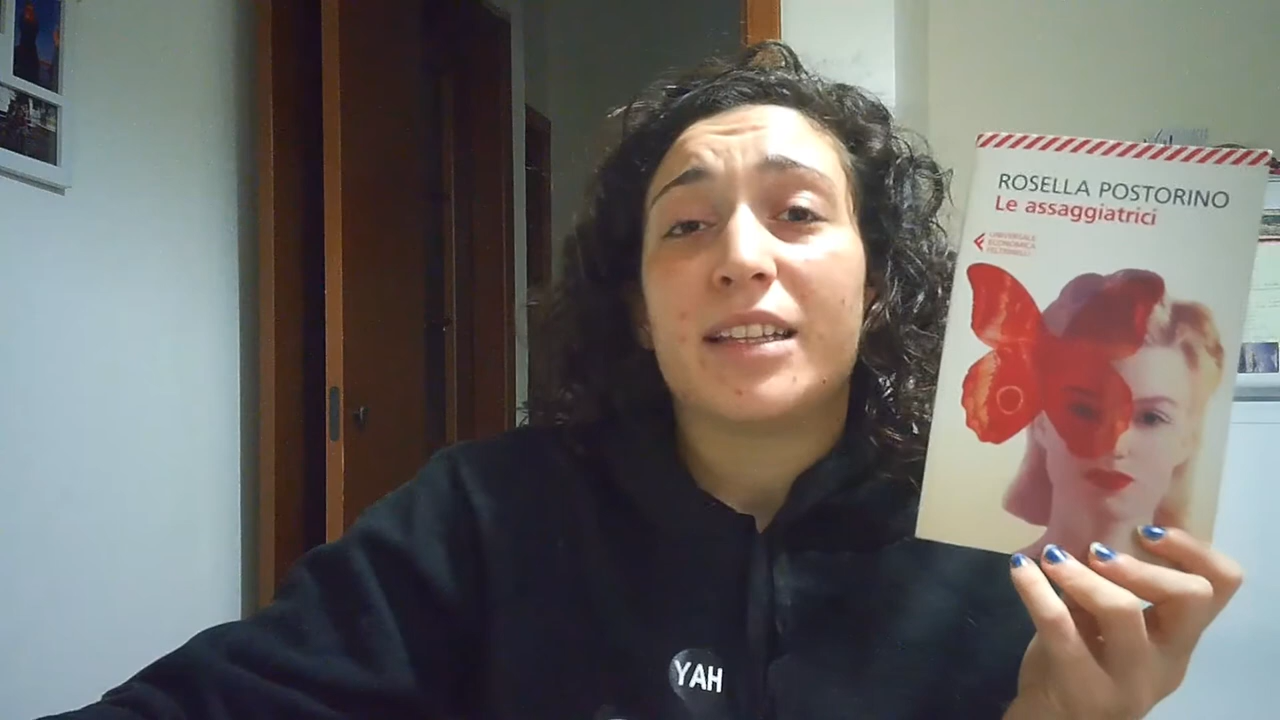 ROSELLA POSTORINO
Le assaggiatrici
UNIVERSALE
ECONOMICA
FELTRINELLI
YAH